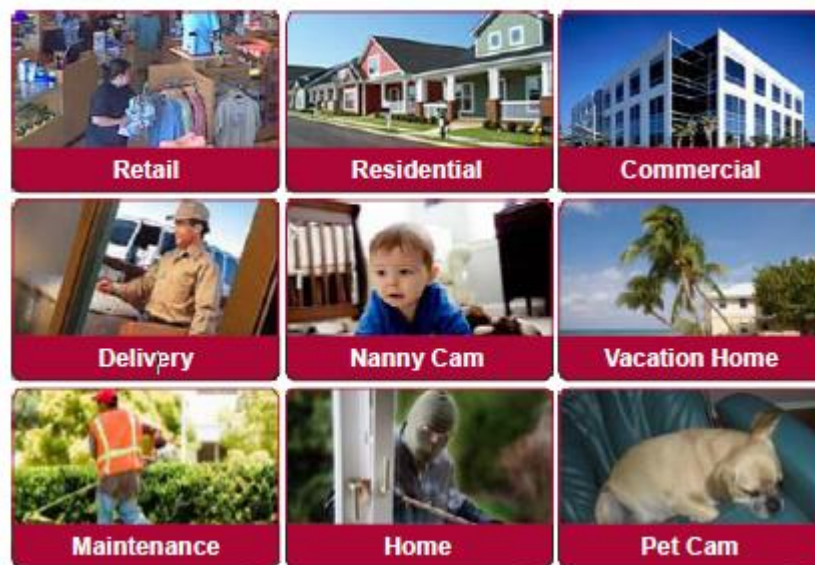 Retail
Residential
Commercial
Delivery
Nanny Cam
Vacation Home
Maintenance
Home
Pet Cam